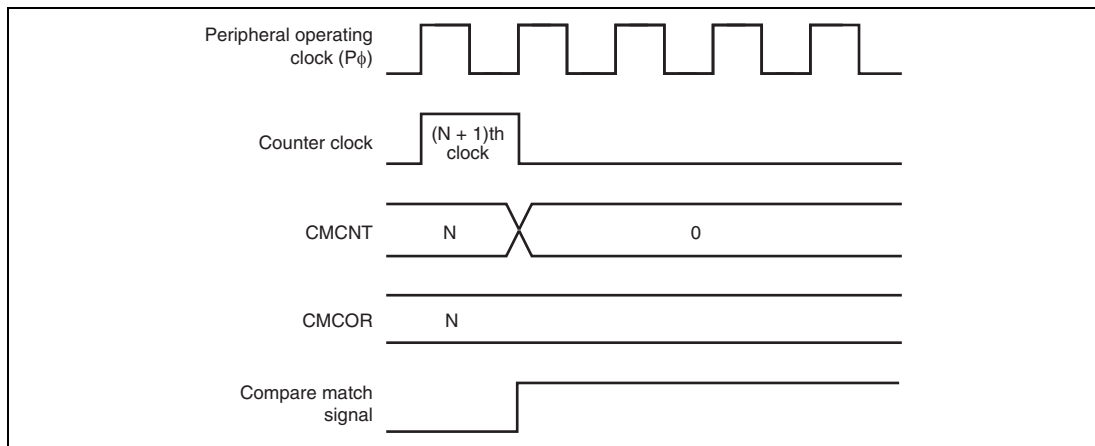 Peripheral operating
clock (Pϕ)
Counter clock
(N + 1)th
clock
CMCNT
N
0
CMCOR
N
Compare match
signal